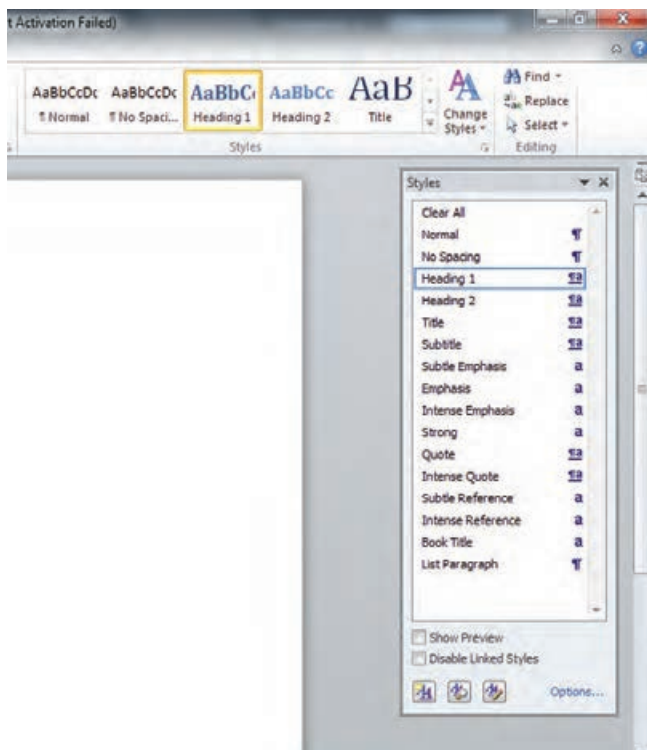 t Activation Failed)
AaBbCcDc AaBbCcDc AaBbC AaBbCc AaB
¶ Normal ¶ No Spaci... Heading 1 Heading 2 Title
Change Styles
Find
Replace
Select
Styles
Editing
Styles
Clear All
Normal ¶
No Spacing ¶
Heading 1 ¶a
Heading 2 ¶a
Title ¶a
Subtitle ¶a
Subtle Emphasis a
Emphasis a
Intense Emphasis a
Strong a
Quote ¶a
Intense Quote ¶a
Subtle Reference a
Intense Reference a
Book Title a
List Paragraph ¶
Show Preview
Disable Linked Styles
Options...